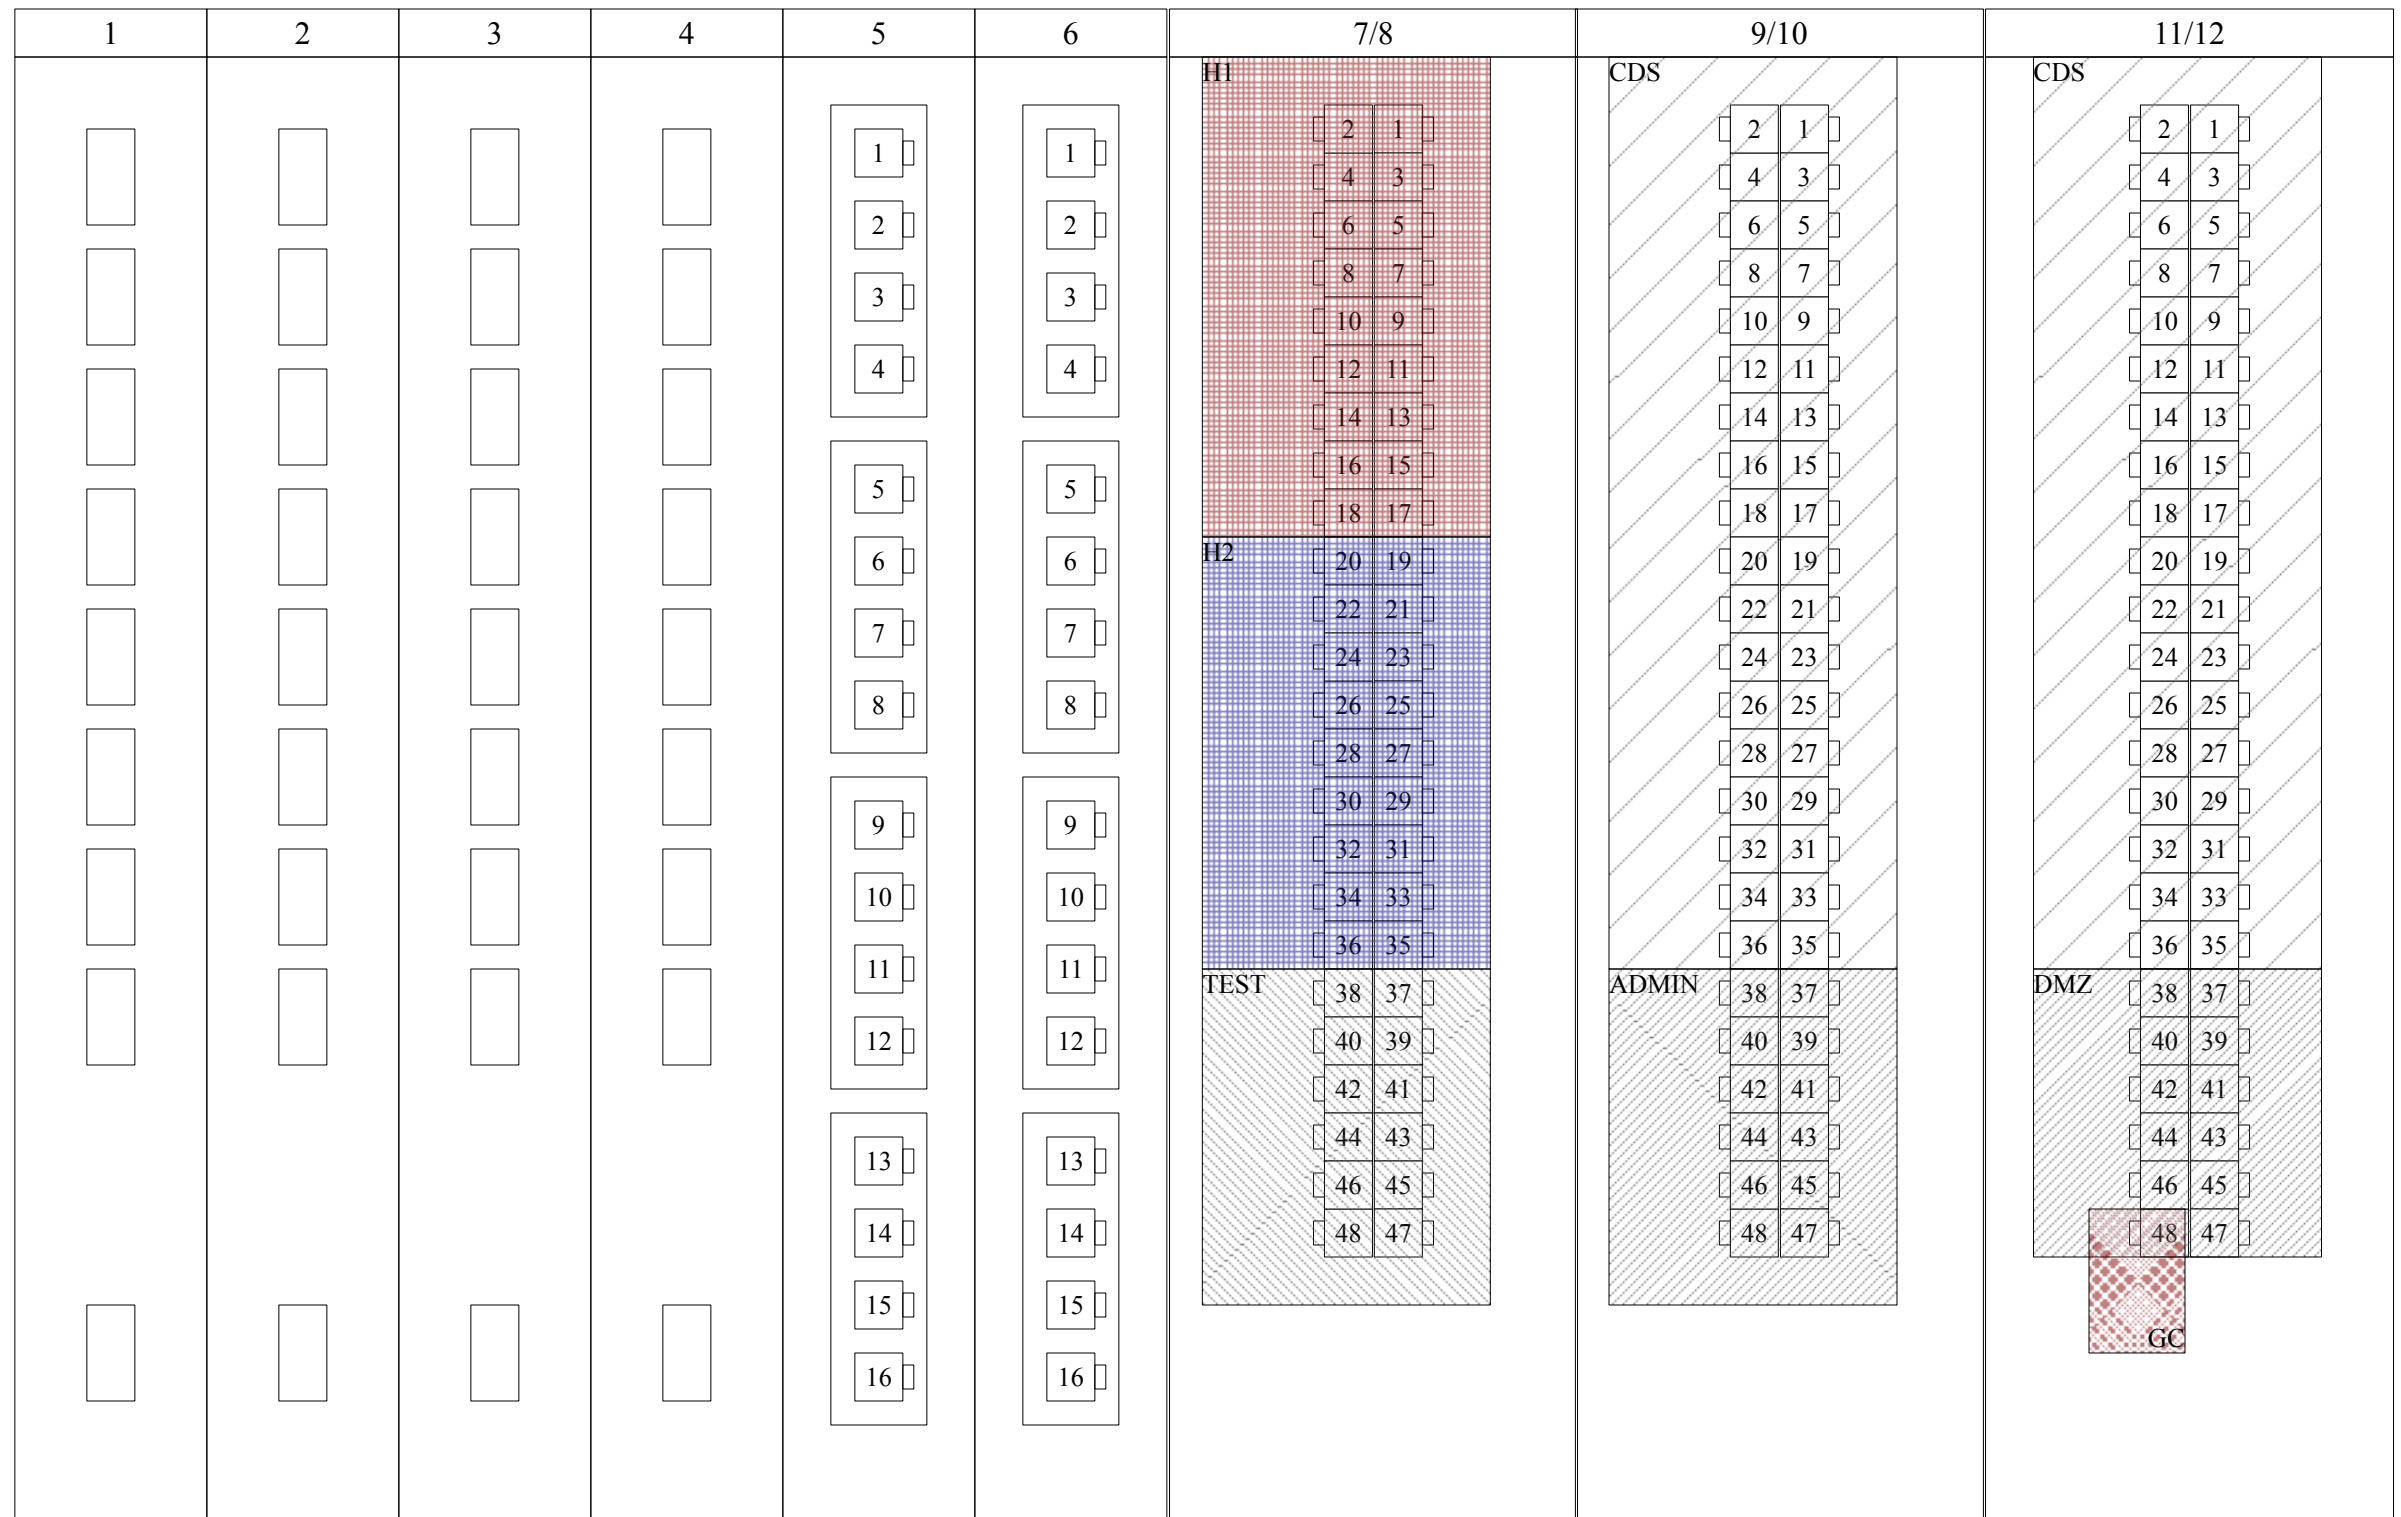 1 2 3 4 5 6 7/8 9/10 11/12
H1 CDS CDS
2 1 2 1 2 1
1 1
4 3 4 3 4 3
2 2 6 5 6 5 6 5
8 7 8 7 8 7
3 3
10 9 10 9 10 9
4 4 12 11 12 11 12 11
14 13 14 13 14 13
16 15 16 15 16 15
5 5
18 17 18 17 18 17
H2
6 6 20 19 20 19 20 19
22 21 22 21 22 21
7 7
24 23 24 23 24 23
8 8 26 25 26 25 26 25
28 27 28 27 28 27
30 29 30 29 30 29
9 9
32 31 32 31 32 31
10 10 34 33 34 33 34 33
36 35 36 35 36 35
11 11
TEST ADMIN DMZ
38 37 38 37 38 37
12 12 40 39 40 39 40 39
42 41 42 41 42 41
44 43 44 43 44 43
13 13
46 45 46 45 46 45
14 14 48 47 48 47 48 47
15 15
GC
16 16